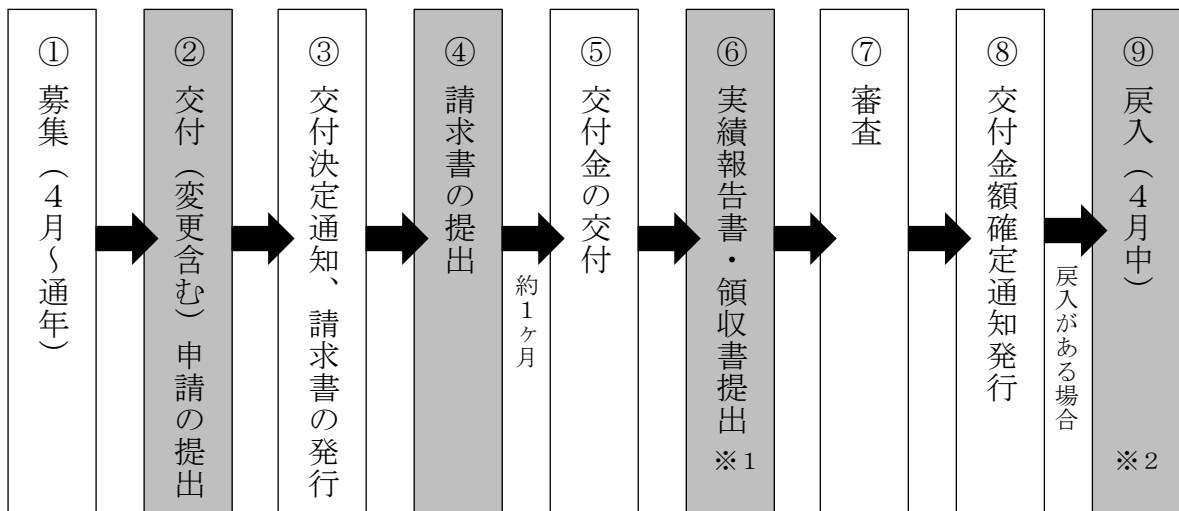 ①募集（４月～通年）
②交付（変更含む）申請の提出
③交付決定通知、請求書の発行
④請求書の提出
約１ヶ月
⑤交付金の交付
⑥実績報告書・領収書提出
※１
⑦審査
⑧交付金額確定通知発行
戻入がある場合
⑨戻入（４月中）
※２